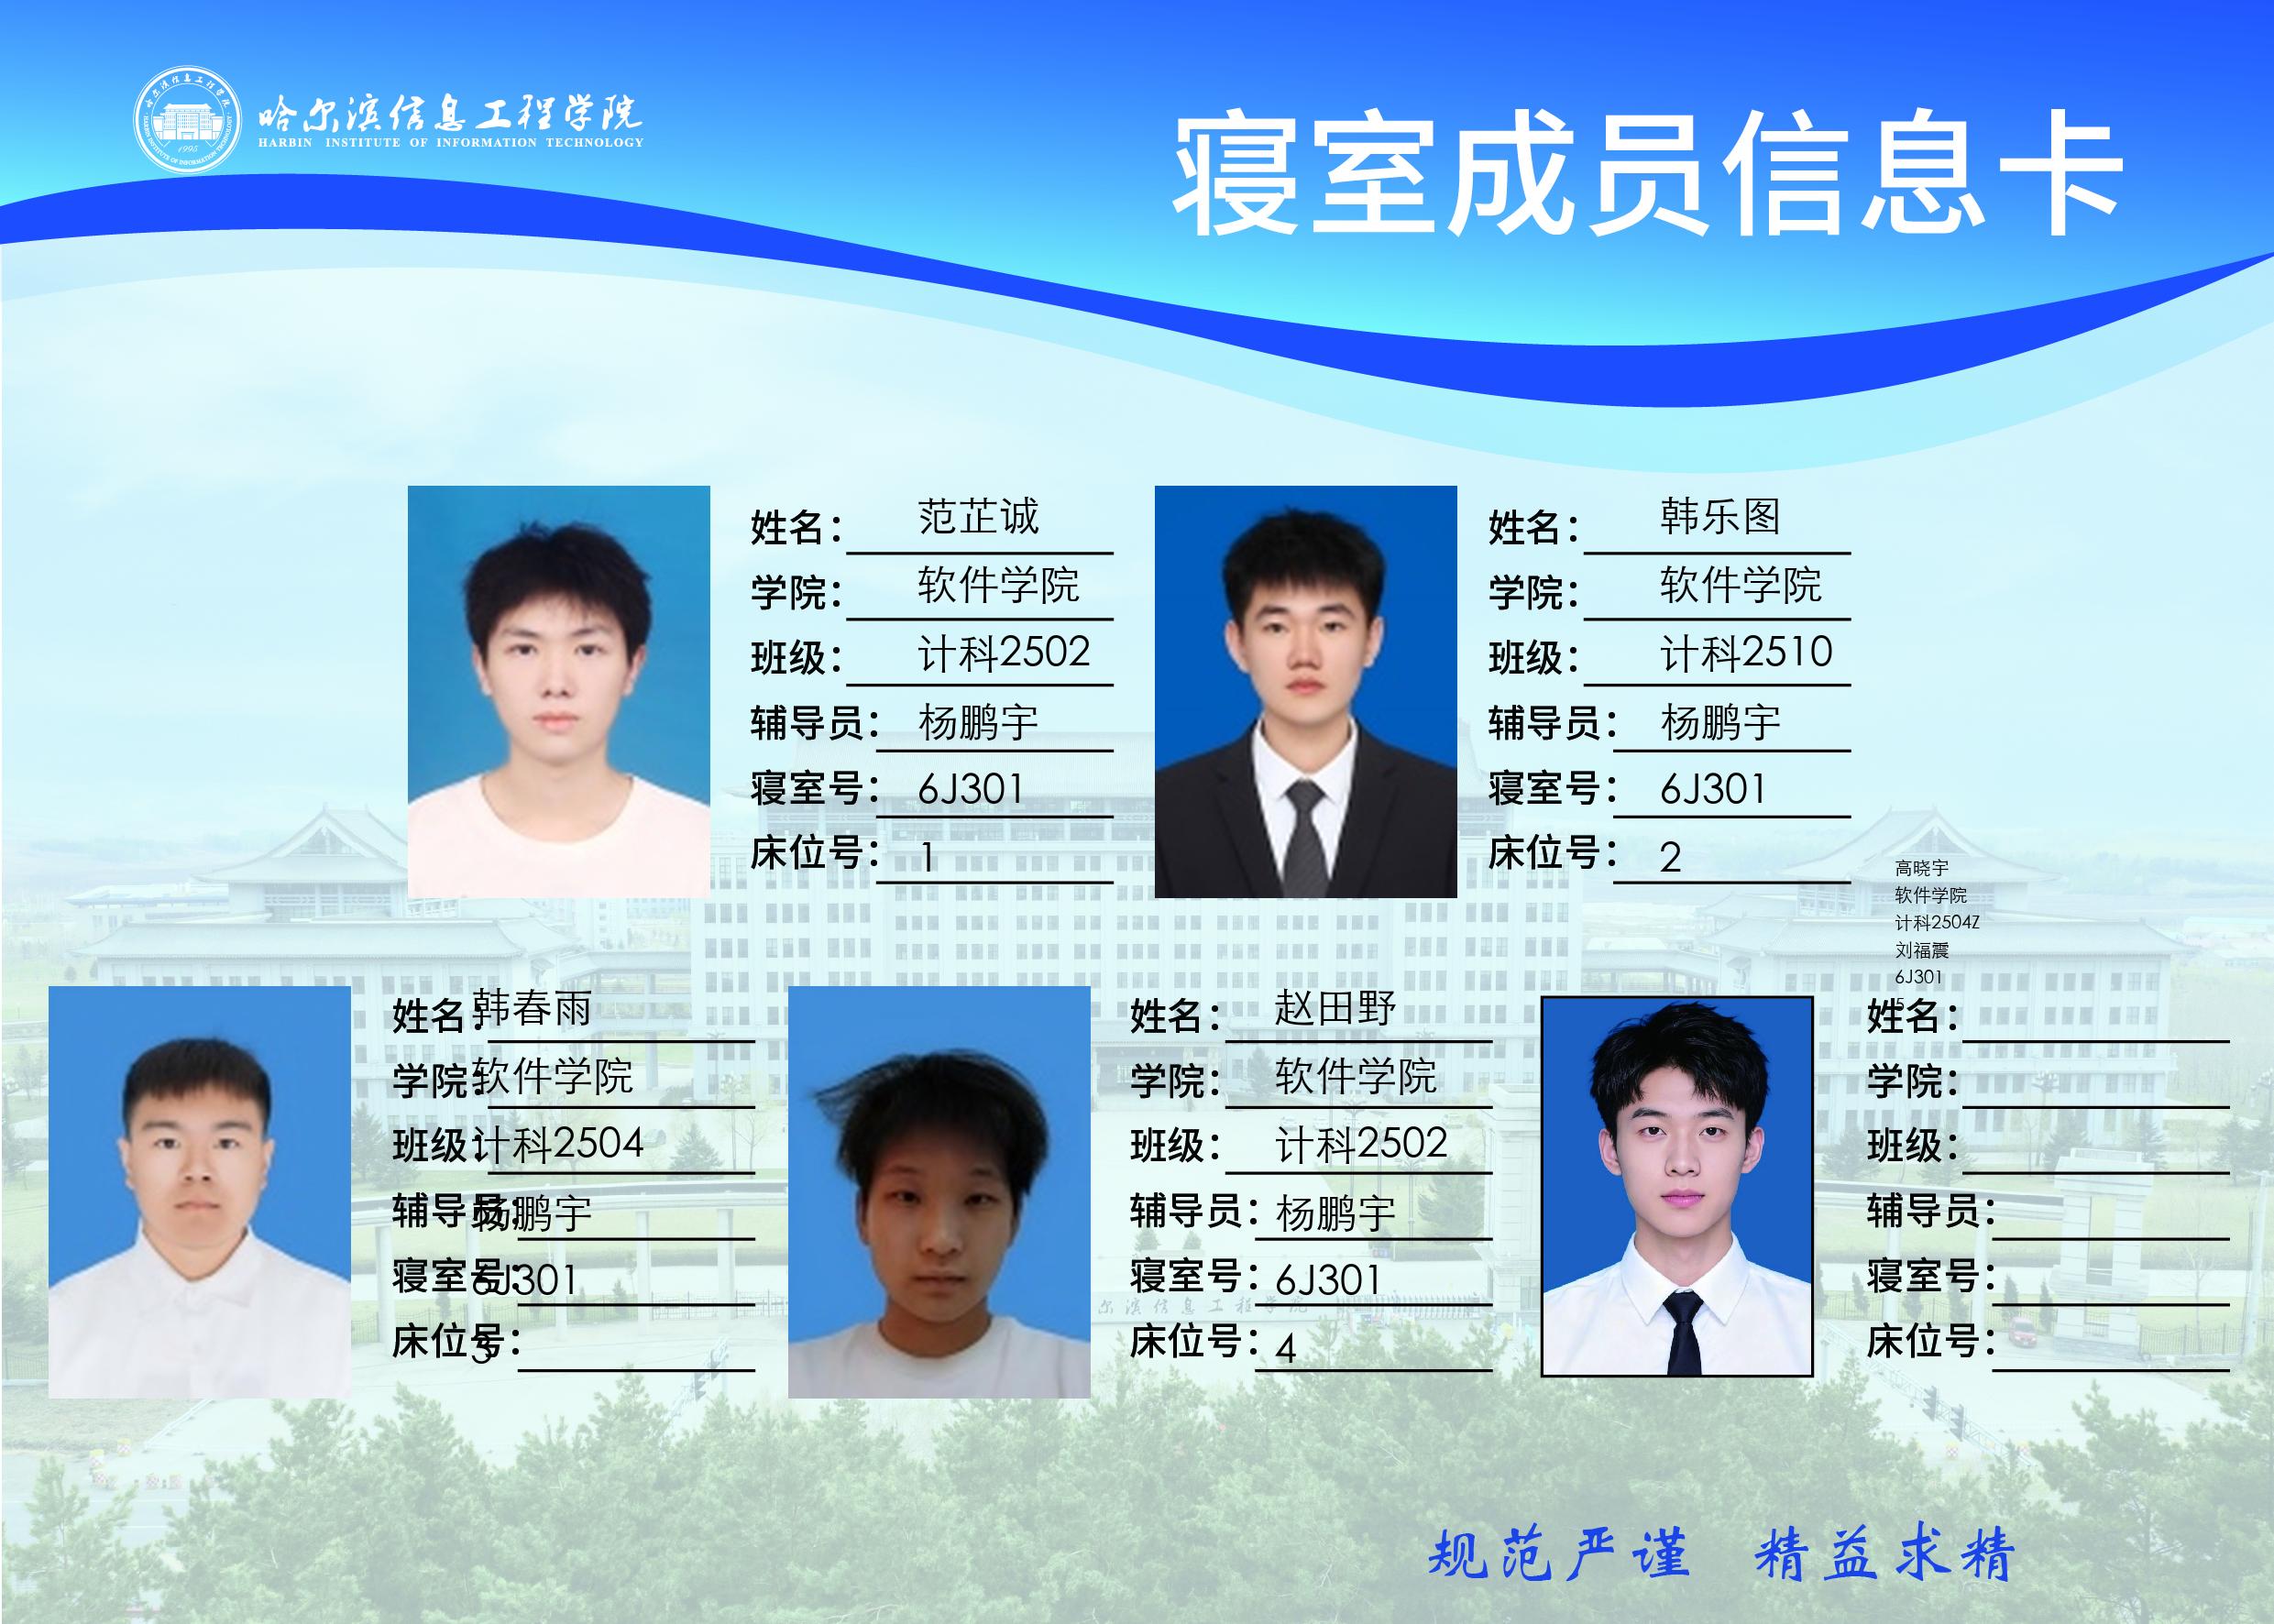 哈尔滨信息工程学院
HARBIN INSTITUTE OF INFORMATION TECHNOLOGY
1995
寝室成员信息卡
姓名： 范芷诚
学院： 软件学院
班级： 计科2502
辅导员： 杨鹏宇
寝室号： 6J301
床位号： 1
姓名： 韩乐图
学院： 软件学院
班级： 计科2510
辅导员： 杨鹏宇
寝室号： 6J301
床位号： 2
高晓宇
软件学院
计科2504Z
刘福震
6J301
5
姓名：韩春雨
学院：软件学院
班级：计科2504
辅导员：杨鹏宇
寝室号：6J301
床位号：3
姓名： 赵田野
学院： 软件学院
班级： 计科2502
辅导员： 杨鹏宇
寝室号： 6J301
床位号： 4
姓名：
学院：
班级：
辅导员：
寝室号：
床位号：
规范严谨 精益求精